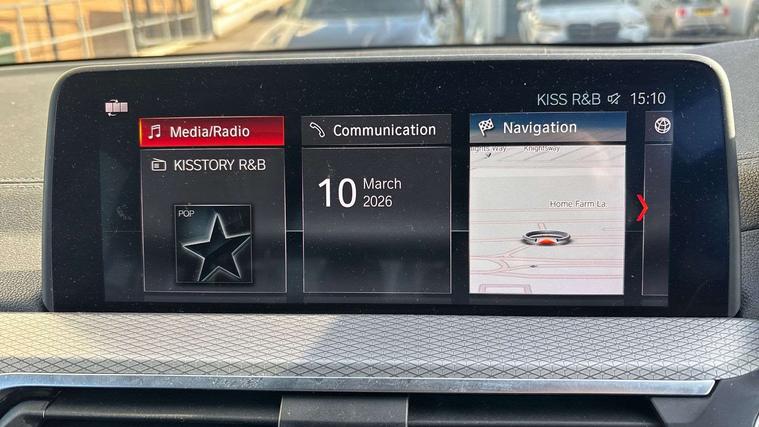 KISS R&B 15:10
Media/Radio
Communication
Navigation
KISSTORY R&B
POP
10
March
2026
Knightsway
Home Farm La.